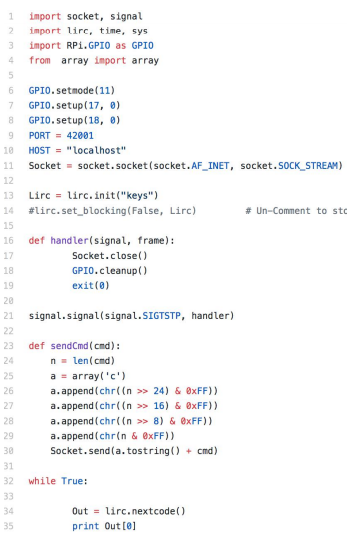 1 import socket, signal
2 import lirc, time, sys
3 import RPi.GPIO as GPIO
4 from  array import array
5
6 GPIO.setmode(11)
7 GPIO.setup(17, 0)
8 GPIO.setup(18, 0)
9 PORT = 42001
10 HOST = "localhost"
11 Socket = socket.socket(socket.AF_INET, socket.SOCK_STREAM)
12
13 Lirc = lirc.init("keys")
14 #lirc.set_blocking(False, Lirc)        # Un-Comment to sto
15
16 def handler(signal, frame):
17         Socket.close()
18         GPIO.cleanup()
19         exit(0)
20
21 signal.signal(signal.SIGTSTP, handler)
22
23 def sendCmd(cmd):
24     n = len(cmd)
25     a = array('c')
26     a.append(chr((n >> 24) & 0xFF))
27     a.append(chr((n >> 16) & 0xFF))
28     a.append(chr((n >> 8) & 0xFF))
29     a.append(chr(n & 0xFF))
30     Socket.send(a.tostring() + cmd)
31
32 while True:
33
34         Out = lirc.nextcode()
35         print Out[0]